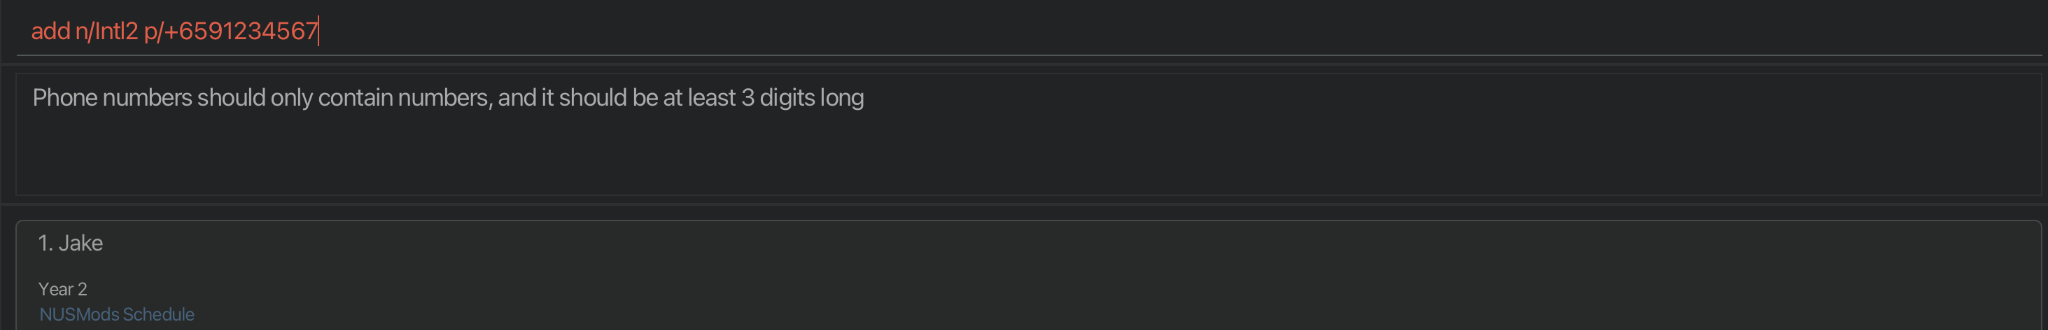 add n/Intl2 p/+6591234567
Phone numbers should only contain numbers, and it should be at least 3 digits long
1. Jake
Year 2
NUSMods Schedule